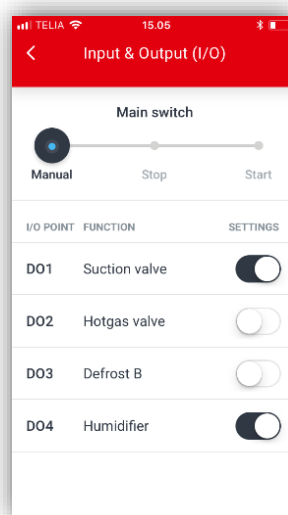 TELIA 15.05
Input & Output (I/O)
Main switch
Manual Stop Start
I/O POINT FUNCTION SETTINGS
DO1 Suction valve
DO2 Hotgas valve
DO3 Defrost B
DO4 Humidifier